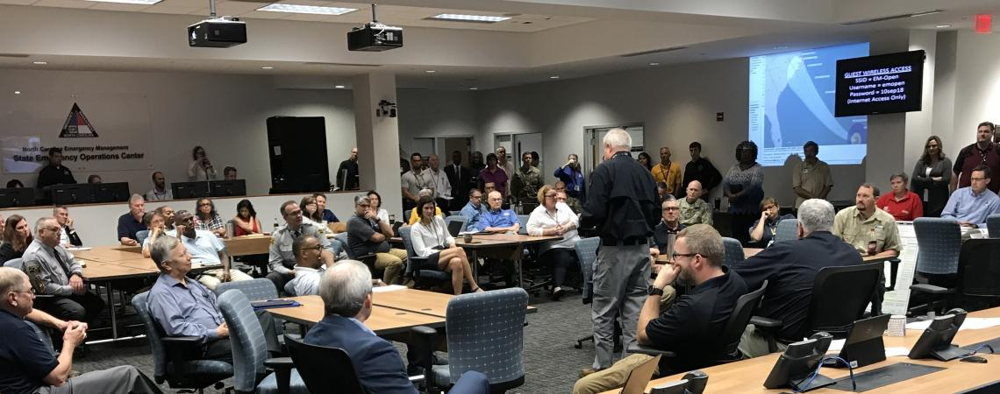 North Carolina Emergency Management
State Emergency Operations Center
GUEST WIRELESS ACCESS
SSID = EM-Open
Username = emopen
Password = 10sep18
(Internet Access Only)
EXIT